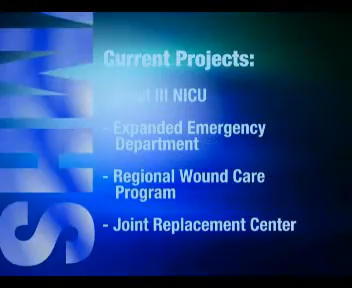 Current Projects:
III NICU
- Expanded Emergency
Department
- Regional Wound Care
Program
- Joint Replacement Center